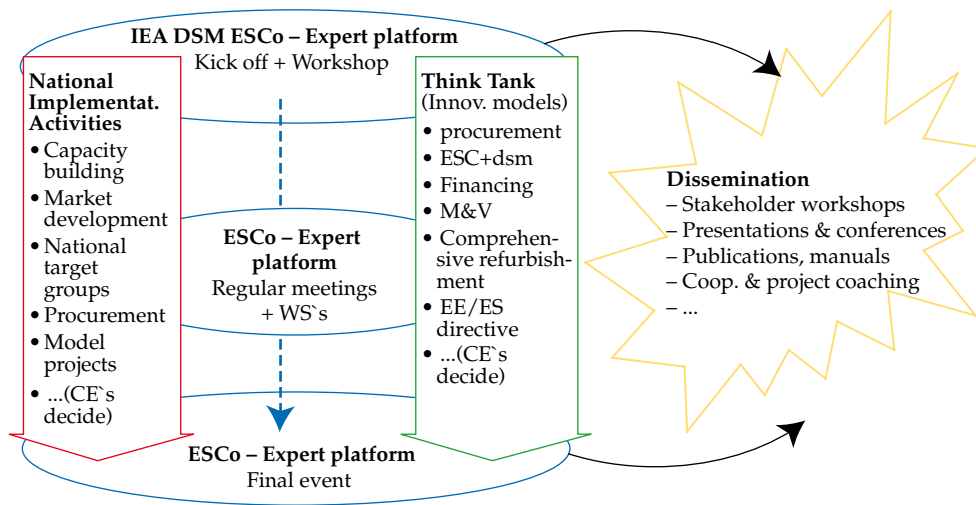 IEA DSM ESCo – Expert platform
Kick off + Workshop
National
Implementat.
Activities
• Capacity
building
• Market
development
• National
target
groups
• Procurement
• Model
projects
• ...(CE`s
decide)
ESCo – Expert
platform
Regular meetings
+ WS`s
Think Tank
(Innov. models)
• procurement
• ESC+dsm
• Financing
• M&V
• Comprehen-
sive refurbish-
ment
• EE/ES
directive
• ...(CE`s
decide)
ESCo – Expert platform
Final event
Dissemination
– Stakeholder workshops
– Presentations & conferences
– Publications, manuals
– Coop. & project coaching
– ...